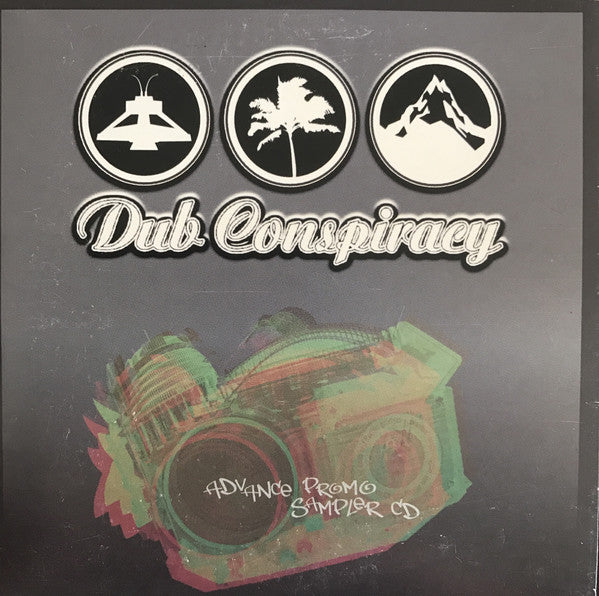 Dub Conspiracy
ADVANCE PROMO
SAMPLER CD